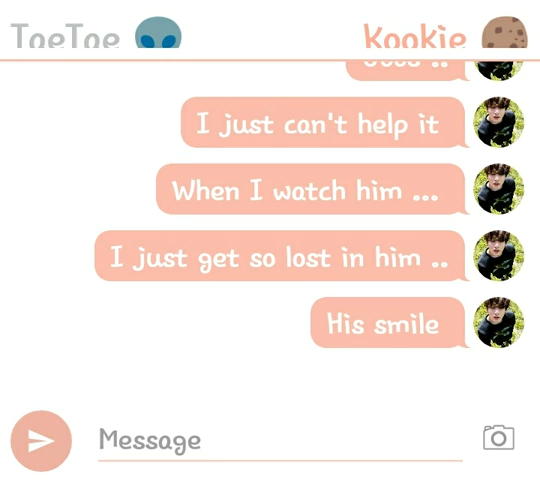 TaeTae Kookie
I just can't help it
When I watch him ...
I just get so lost in him ..
His smile
Message